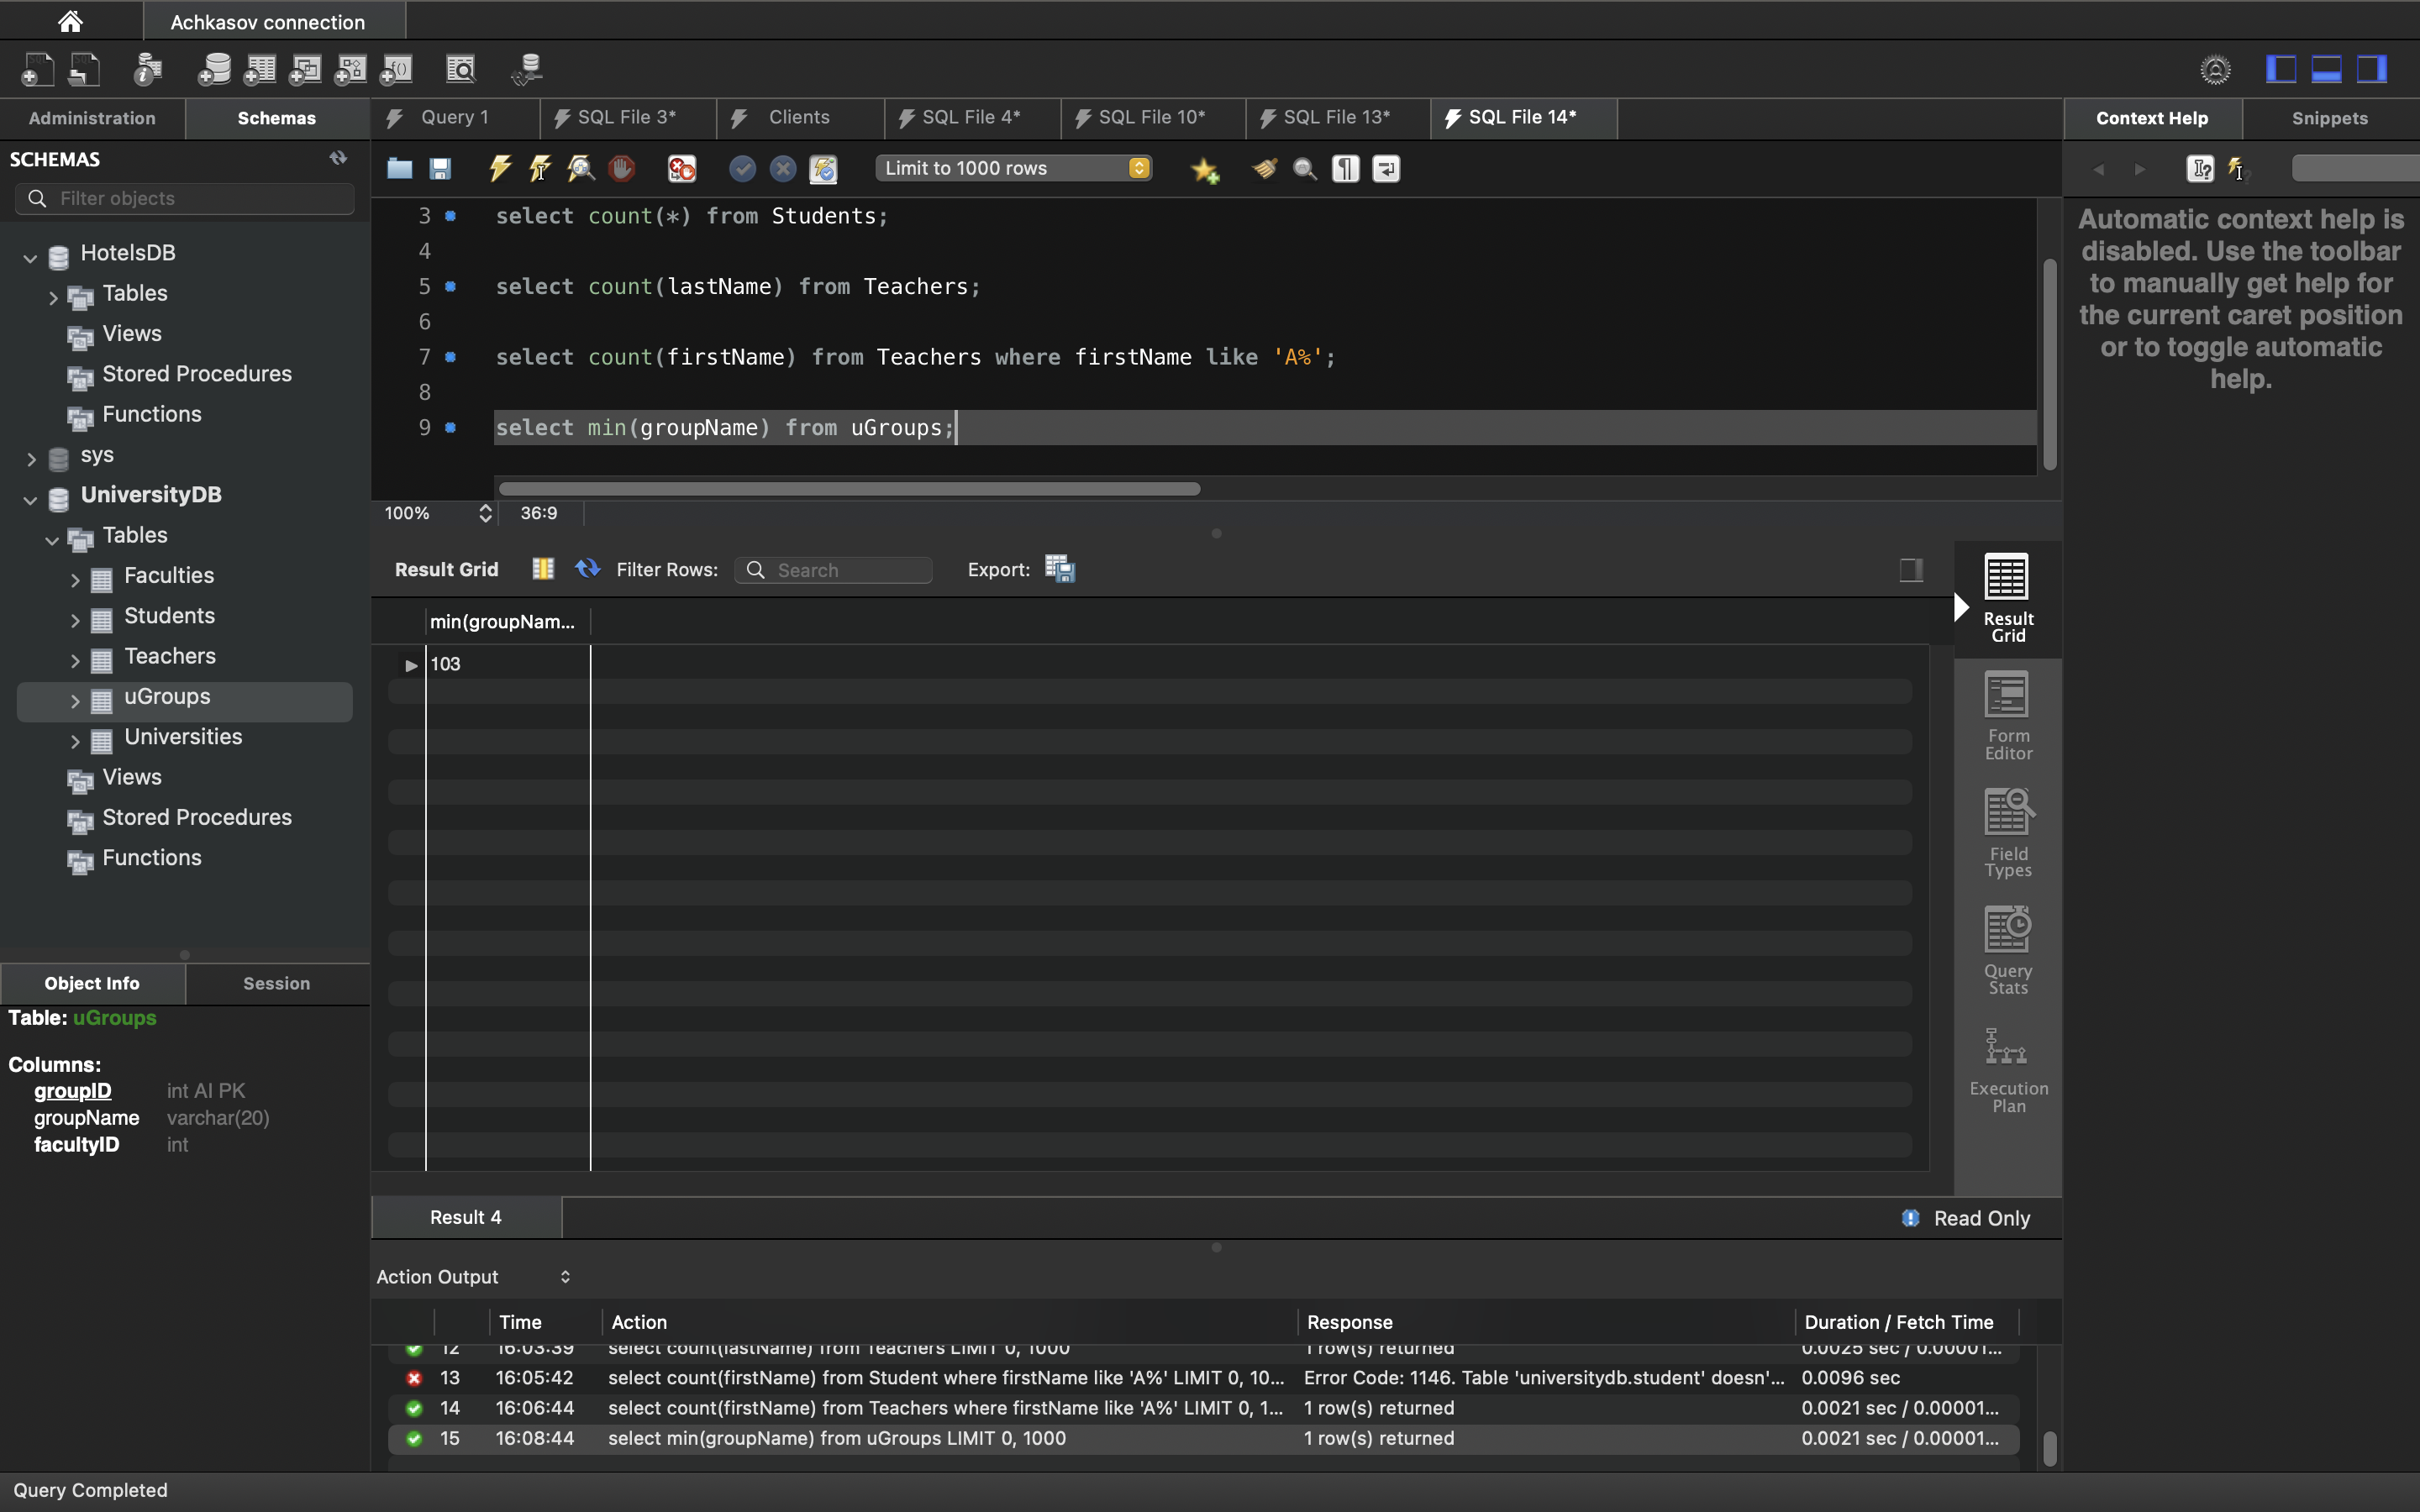 Achkasov connection
Administration
Schemas
Query 1
SQL File 3*
Clients
SQL File 4*
SQL File 10*
SQL File 13*
SQL File 14*
Context Help
Snippets
SCHEMAS
Filter objects
Limit to 1000 rows
HotelsDB
Tables
Views
Stored Procedures
Functions
sys
UniversityDB
Tables
Faculties
Students
Teachers
uGroups
Universities
Views
Stored Procedures
Functions
3 select count(*) from Students;
4
5 select count(lastName) from Teachers;
6
7 select count(firstName) from Teachers where firstName like 'A%';
8
9 select min(groupName) from uGroups;
Automatic context help is
disabled. Use the toolbar
to manually get help for
the current caret position
or to toggle automatic
help.
100% 36:9
Result Grid Filter Rows: Search Export:
min(groupNam...
103
Result
Grid
Form
Editor
Field
Types
Query
Stats
Execution
Plan
Object Info
Session
Table: uGroups
Columns:
groupID int AI PK
groupName varchar(20)
facultyID int
Result 4
Read Only
Action Output
Time Action Response Duration / Fetch Time
12 16:03:39 select count(lastName) from Teachers LIMIT 0, 1000 1 row(s) returned 0.0025 sec / 0.00001...
13 16:05:42 select count(firstName) from Student where firstName like 'A%' LIMIT 0, 10... Error Code: 1146. Table 'universitydb.student' doesn'... 0.0096 sec
14 16:06:44 select count(firstName) from Teachers where firstName like 'A%' LIMIT 0, 1... 1 row(s) returned 0.0021 sec / 0.00001...
15 16:08:44 select min(groupName) from uGroups LIMIT 0, 1000 1 row(s) returned 0.0021 sec / 0.00001...
Query Completed